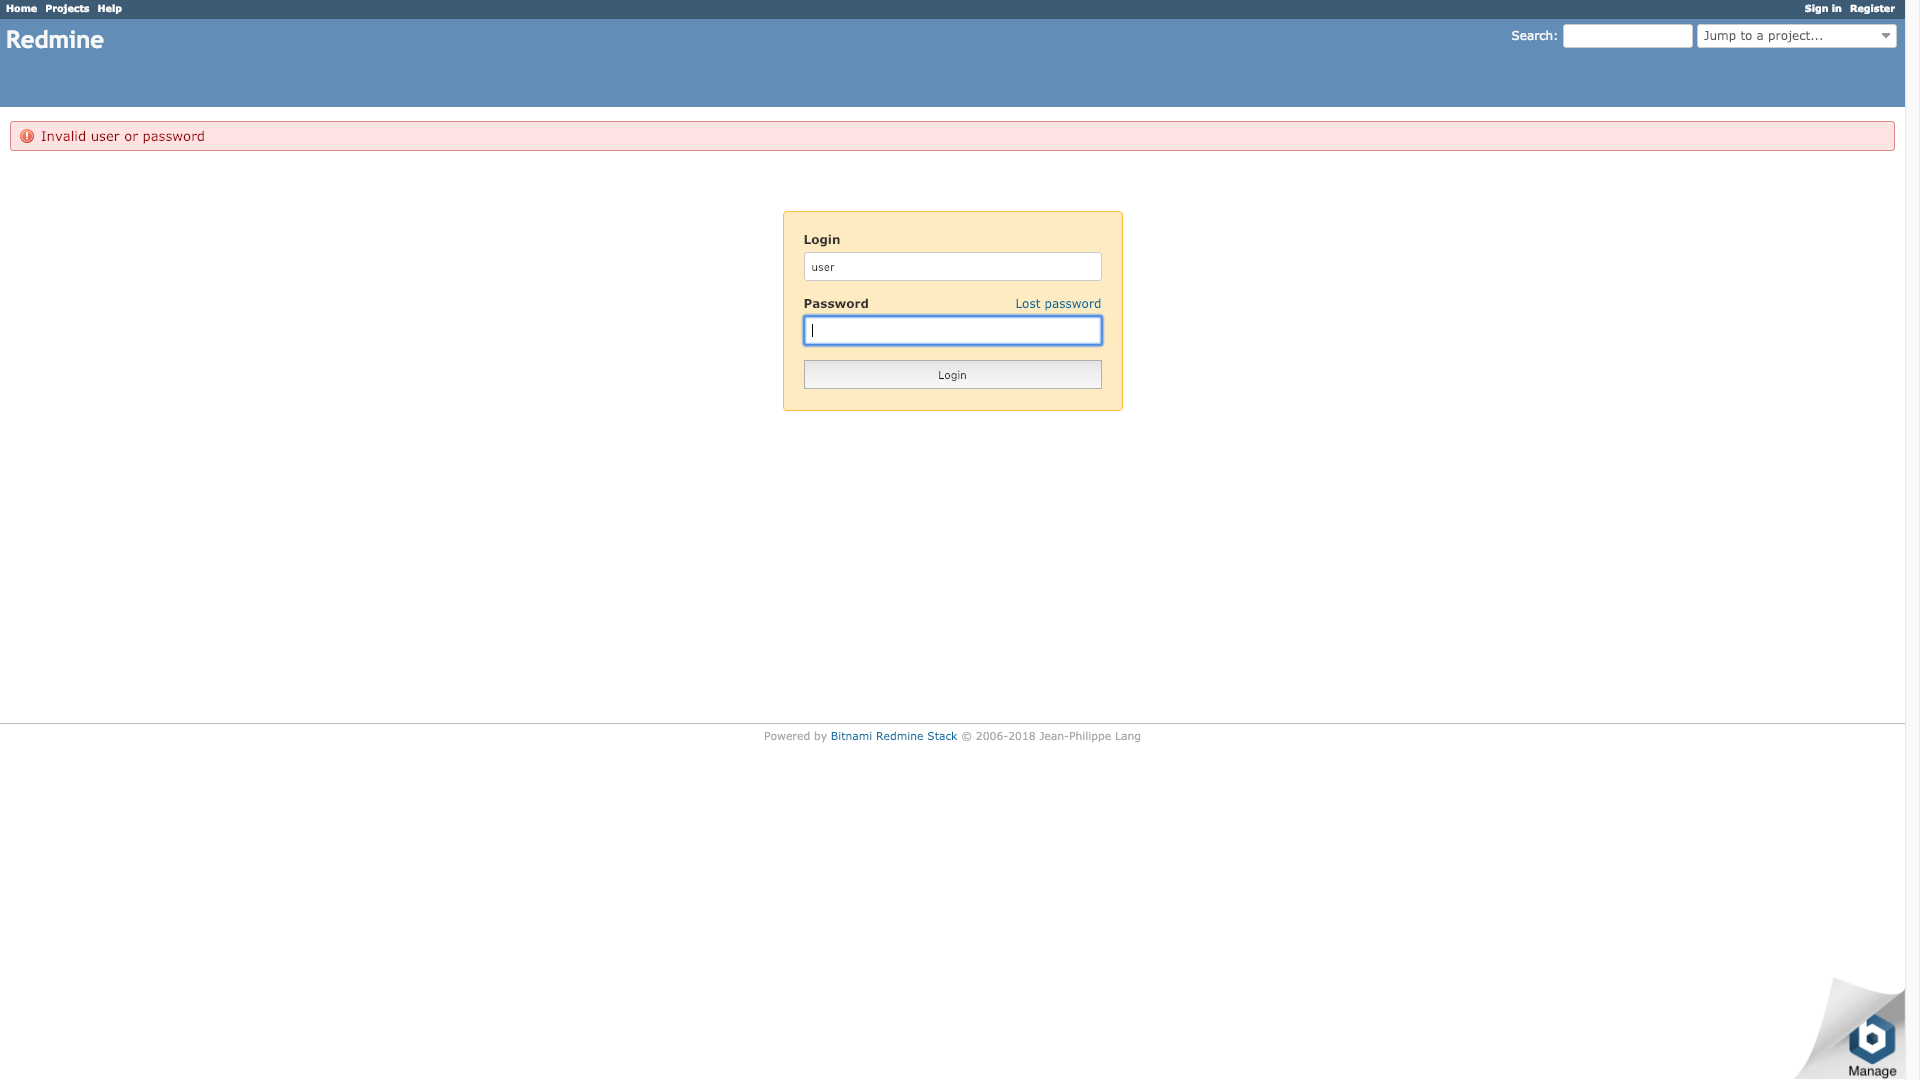 Home Projects Help Sign in Register
Redmine Search: Jump to a project...
Invalid user or password
Login
user
Password Lost password
Login
Powered by Bitnami Redmine Stack © 2006-2018 Jean-Philippe Lang
Manage